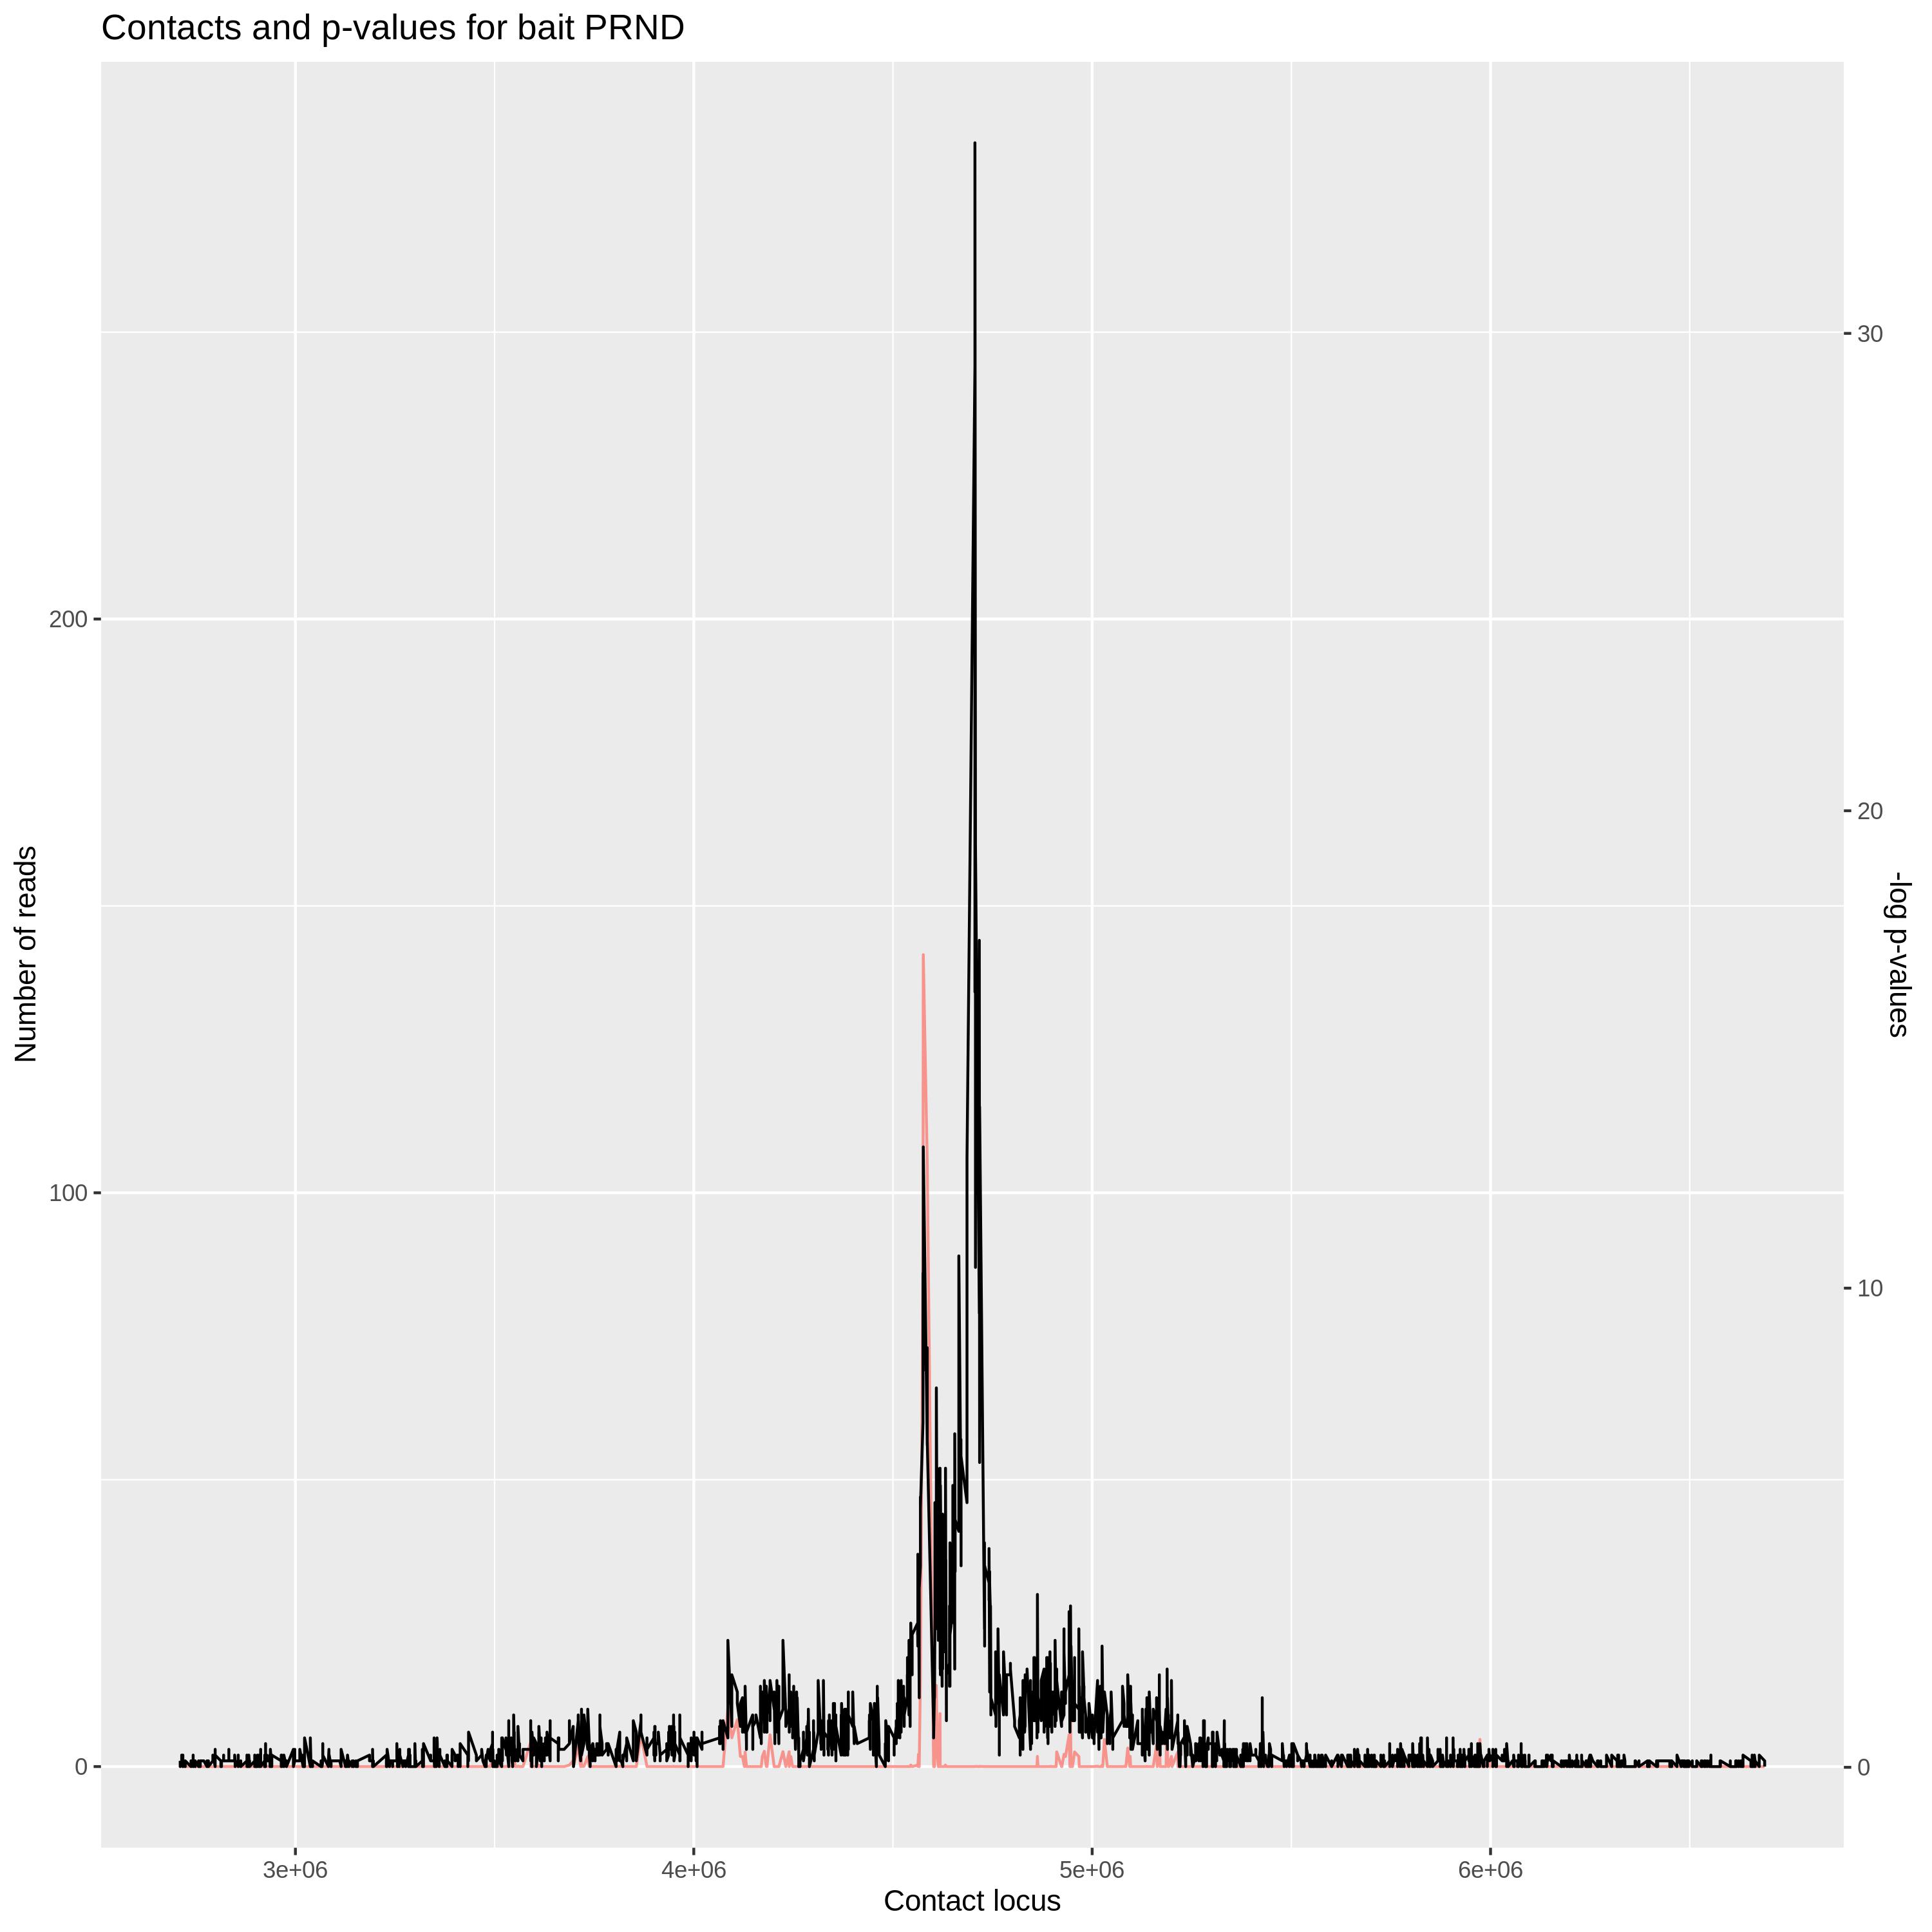 Contacts and p-values for bait PRND
Number of reads
200
100
0
30
20
10
0
-log p-values
3e+06 4e+06 5e+06 6e+06
Contact locus